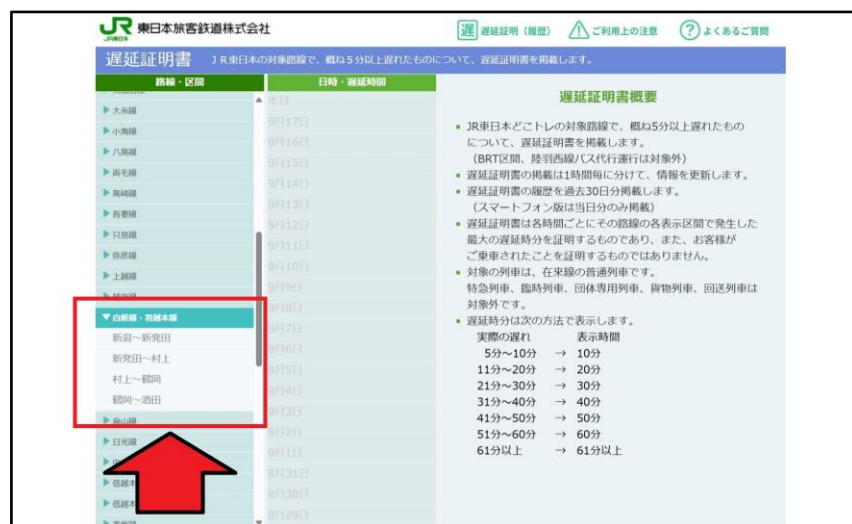 JR 東日本旅客鉄道株式会社
JR東日本
遅 遅延証明(履歴)
ご利用上の注意
? よくあるご質問
遅延証明書 JR東日本の対象路線で、概ね5分以上遅れたものについて、遅延証明書を掲載します。
路線・区間
大糸線
小海線
八高線
両毛線
高崎線
吾妻線
只見線
弥彦線
上越線
白新線・羽越本線
新潟~新発田
新発田~村上
村上~鶴岡
鶴岡~酒田
烏山線
日光線
日時・遅延時間
本日
9月17日
9月16日
9月15日
9月14日
9月13日
9月12日
9月11日
9月10日
9月9日
9月8日
9月7日
9月6日
9月5日
9月4日
9月3日
9月2日
9月1日
8月31日
8月30日
8月29日
遅延証明書概要
▪ JR東日本どこトレの対象路線で、概ね5分以上遅れたもの
について、遅延証明書を掲載します。
(BRT区間、陸羽西線バス代行運行は対象外)
▪ 遅延証明書の掲載は1時間毎に分けて、情報を更新します。
▪ 遅延証明書の履歴を過去30日分掲載します。
(スマートフォン版は当日分のみ掲載)
▪ 遅延証明書は各時間ごとにその路線の各表示区間で発生した
最大の遅延時分を証明するものであり、また、お客様が
ご乗車されたことを証明するものではありません。
▪ 対象の列車は、在来線の普通列車です。
特急列車、臨時列車、団体専用列車、貨物列車、回送列車は
対象外です。
▪ 遅延時分は次の方法で表示します。
実際の遅れ 表示時間
5分~10分 → 10分
11分~20分 → 20分
21分~30分 → 30分
31分~40分 → 40分
41分~50分 → 50分
51分~60分 → 60分
61分以上 → 61分以上